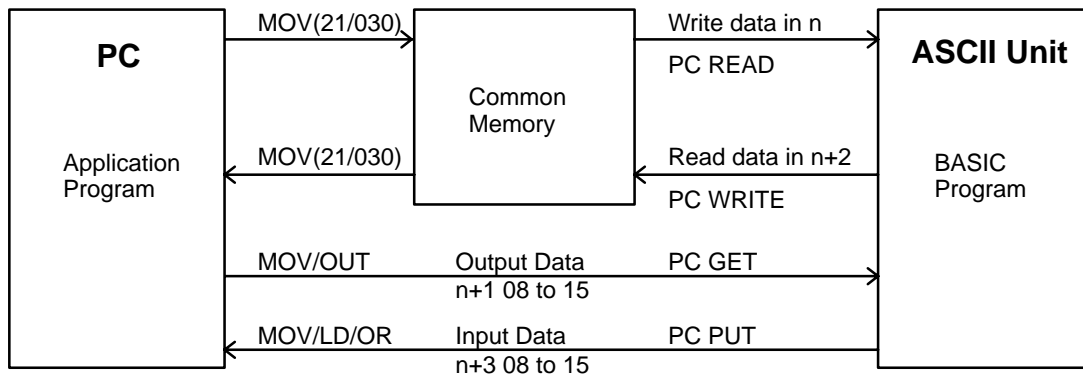 PC
Application
Program
MOV(21/030)
MOV(21/030)
Common
Memory
Write data in n
PC READ
Read data in n+2
PC WRITE
ASCII Unit
BASIC
Program
MOV/OUT
Output Data
n+1 08 to 15
PC GET
MOV/LD/OR
Input Data
n+3 08 to 15
PC PUT